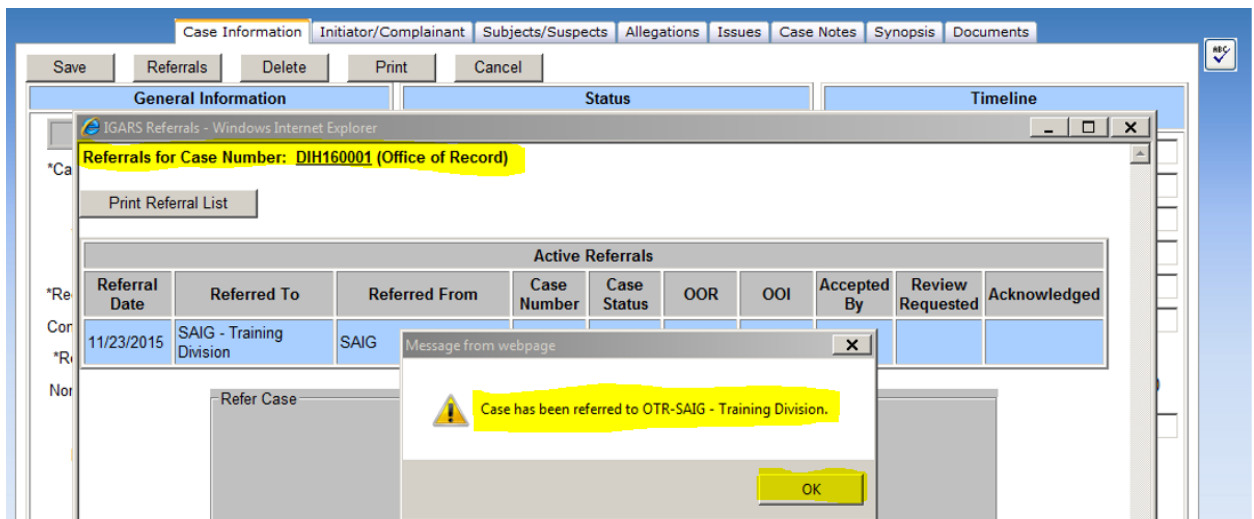 Case Information Initiator/Complainant Subjects/Suspects Allegations Issues Case Notes Synopsis Documents
ABC
Save Referrals Delete Print Cancel
General Information Status Timeline
IGARS Referrals - Windows Internet Explorer
Referrals for Case Number: DIH160001 (Office of Record)
*Ca
Print Referral List
Active Referrals
Referral Date Referred To Referred From Case Number Case Status OOR OOI Accepted By Review Requested Acknowledged
*Re
Cor
11/23/2015 SAIG - Training Division SAIG
Message from webpage
*R
Nor
Refer Case
Case has been referred to OTR-SAIG - Training Division.
OK